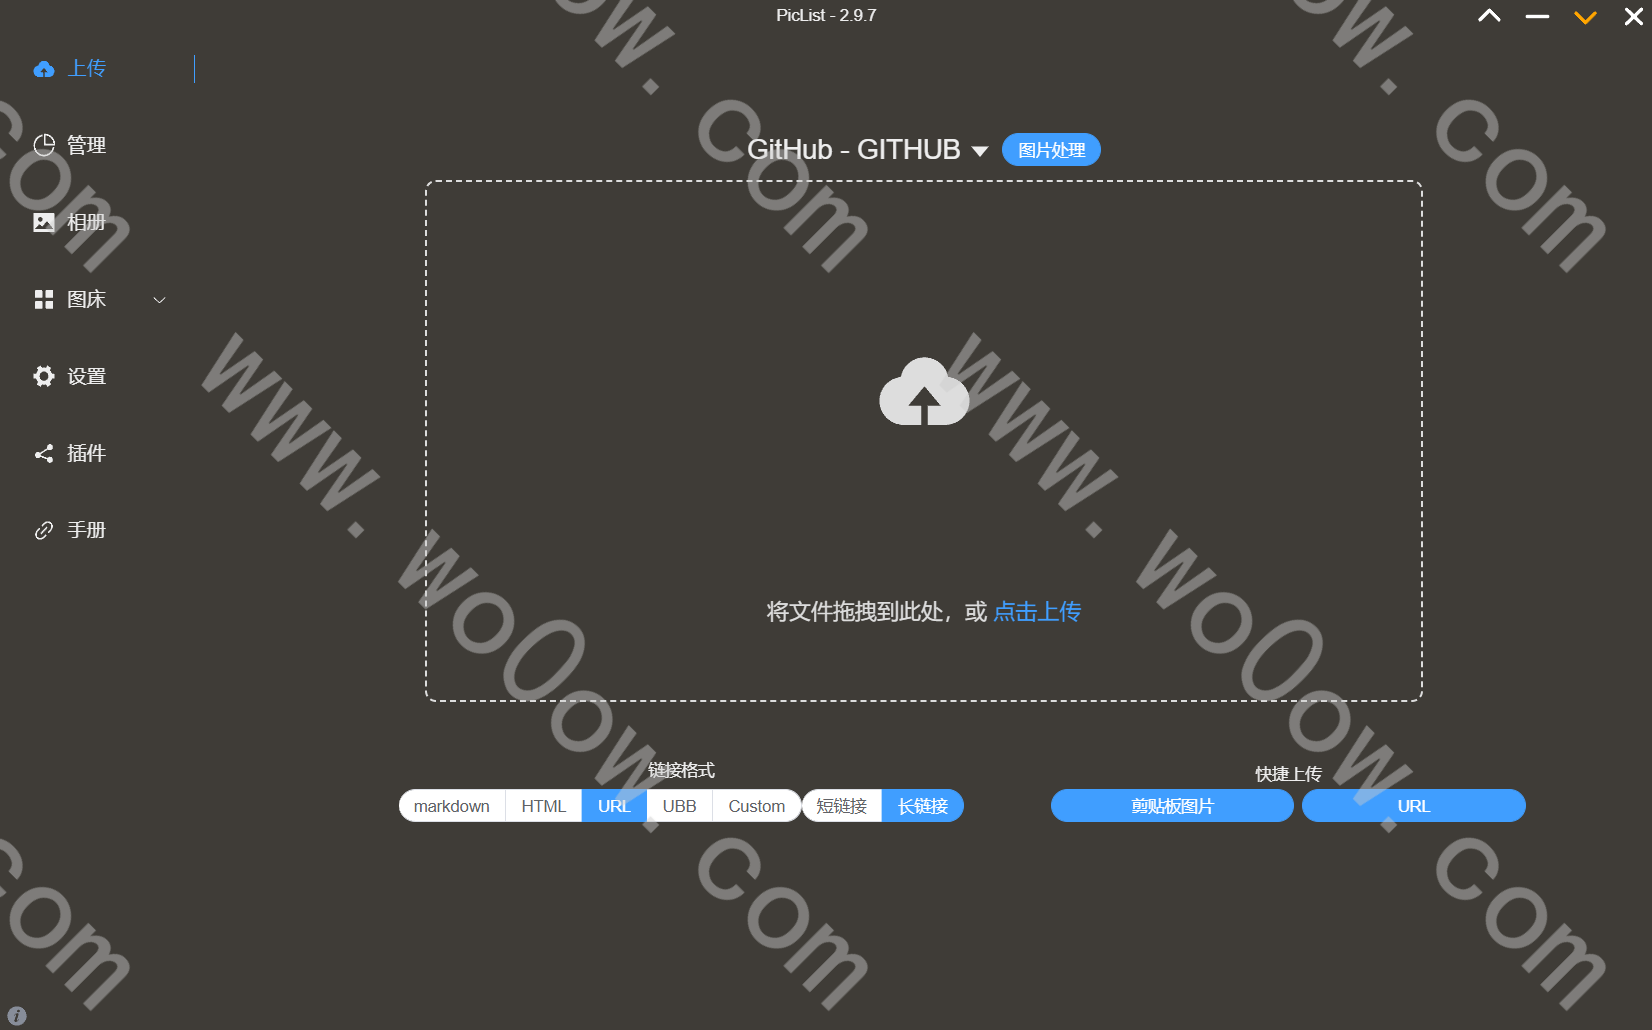 PicList - 2.9.7
上传
管理
相册
图床
设置
插件
手册
GitHub - GITHUB
图片处理
将文件拖拽到此处，或 点击上传
链接格式
markdown HTML URL UBB Custom 短链接 长链接
快捷上传
剪贴板图片 URL
www.wo0ow.com
www.wo0ow.com